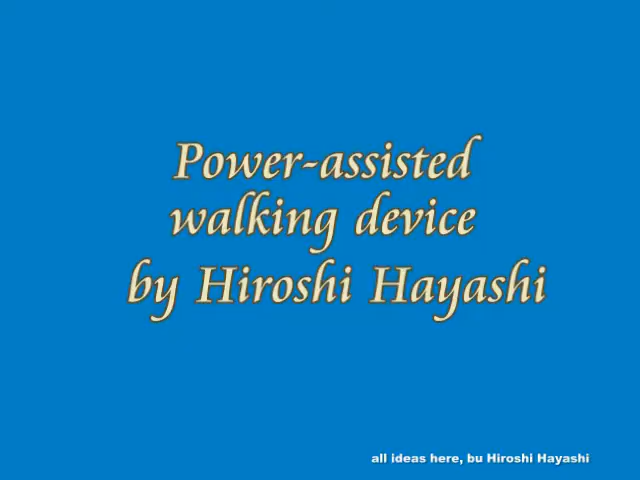 Power-assisted
walking device
by Hiroshi Hayashi
all ideas here, bu Hiroshi Hayashi